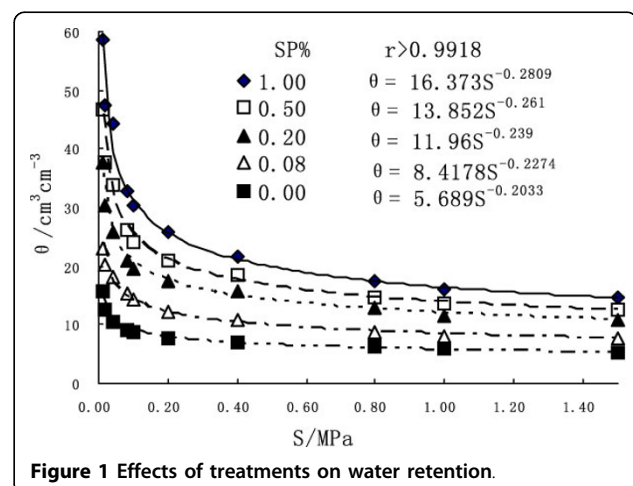 60
50
40
30
20
10
0
θ/cm³cm⁻³
SP% r>0.9918
1.00 θ= 16.373S⁻⁰·²⁸⁰⁹
0.50 θ= 13.852S⁻⁰·²⁶¹
0.20 θ= 11.96S⁻⁰·²³⁹
0.08 θ= 8.4178S⁻⁰·²²⁷⁴
0.00 θ= 5.689S⁻⁰·²⁰³³
0.00 0.20 0.40 0.60 0.80 1.00 1.20 1.40
S/MPa
Figure 1 Effects of treatments on water retention.